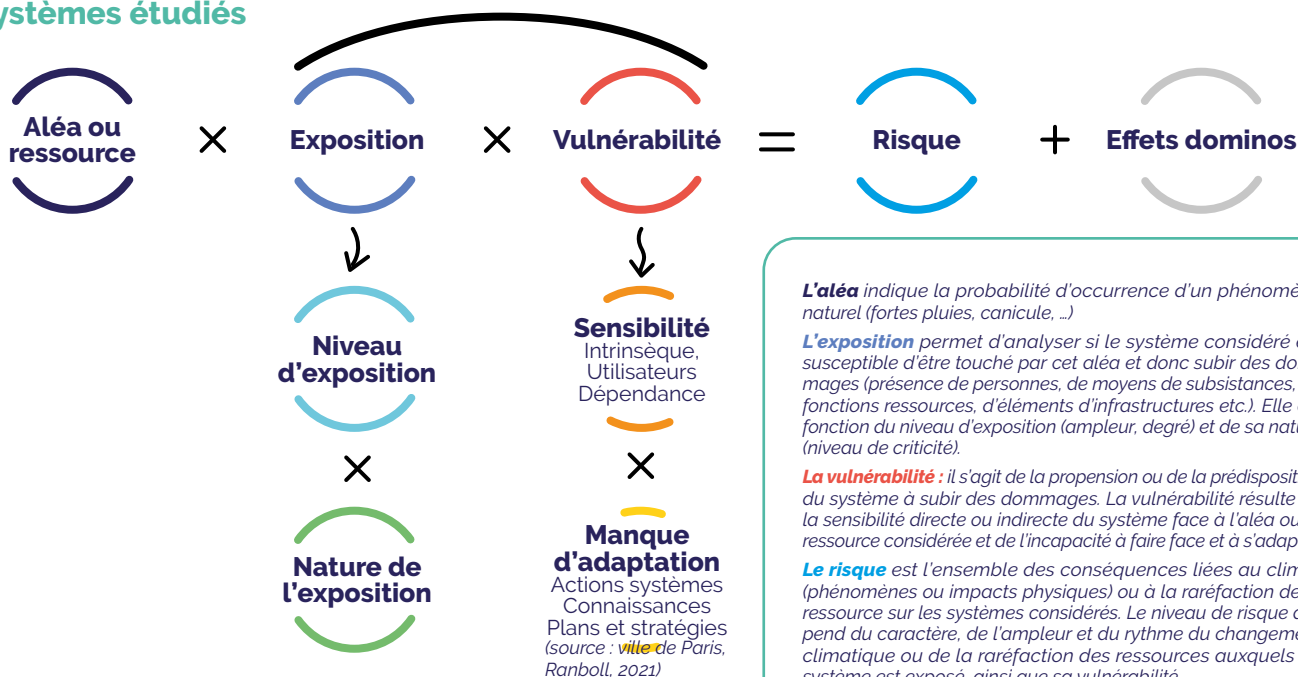 ystèmes étudiés
Aléa ou
ressource
×
Exposition
×
Vulnérabilité
=
Risque
+
Effets dominos
Niveau
d'exposition
×
Nature de
l'exposition
Sensibilité
Intrinsèque,
Utilisateurs
Dépendance
×
Manque
d'adaptation
Actions systèmes
Connaissances
Plans et stratégies
(source : ville de Paris,
Ranboll, 2021)
L'aléa indique la probabilité d'occurrence d'un phénomè
naturel (fortes pluies, canicule, …)
L'exposition permet d'analyser si le système considéré e
susceptible d'être touché par cet aléa et donc subir des do
mages (présence de personnes, de moyens de subsistances,
fonctions ressources, d'éléments d'infrastructures etc.). Elle
fonction du niveau d'exposition (ampleur, degré) et de sa nat
(niveau de criticité).
La vulnérabilité : il s'agit de la propension ou de la prédisposit
du système à subir des dommages. La vulnérabilité résulte
la sensibilité directe ou indirecte du système face à l'aléa ou
ressource considérée et de l'incapacité à faire face et à s'adap
Le risque est l'ensemble des conséquences liées au clim
(phénomènes ou impacts physiques) ou à la raréfaction de
ressource sur les systèmes considérés. Le niveau de risque d
pend du caractère, de l'ampleur et du rythme du changeme
climatique ou de la raréfaction des ressources auxquels
système est exposé, ainsi que sa vulnérabilité.